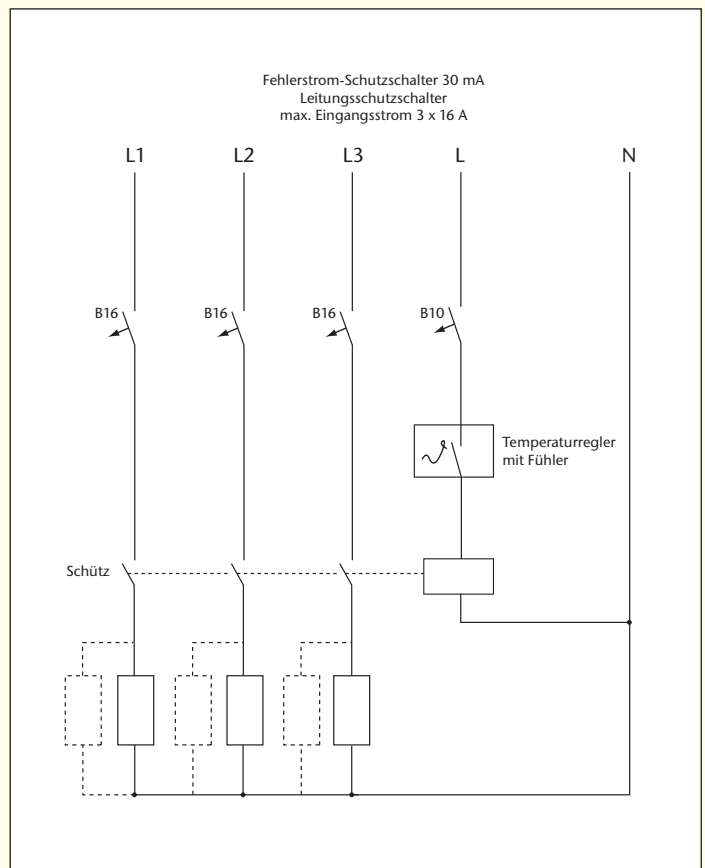 Fehlerstrom-Schutzschalter 30 mA
Leitungsschutzschalter
max. Eingangsstrom 3 x 16 A
L1 L2 L3 L N
B16 B16 B16 B10
Temperaturregler
mit Fühler
Schütz